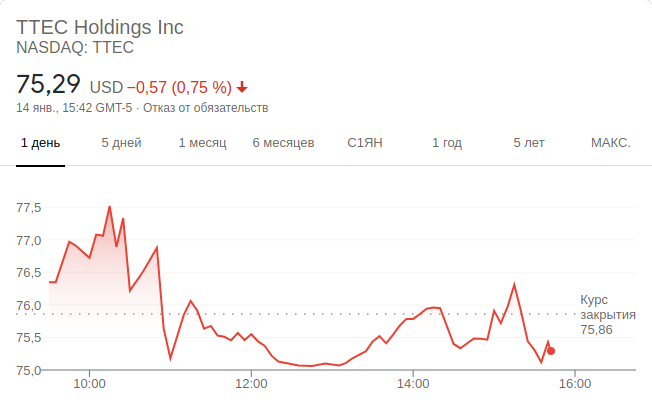 TTEC Holdings Inc
NASDAQ: TTEC
75,29 USD −0,57 (0,75 %)
14 янв., 15:42 GMT-5 · Отказ от обязательств
1 день 5 дней 1 месяц 6 месяцев С1ЯН 1 год 5 лет МАКС.
77,5
77,0
76,5
76,0
Курс
закрытия
75,86
75,5
75,0
10:00 12:00 14:00 16:00